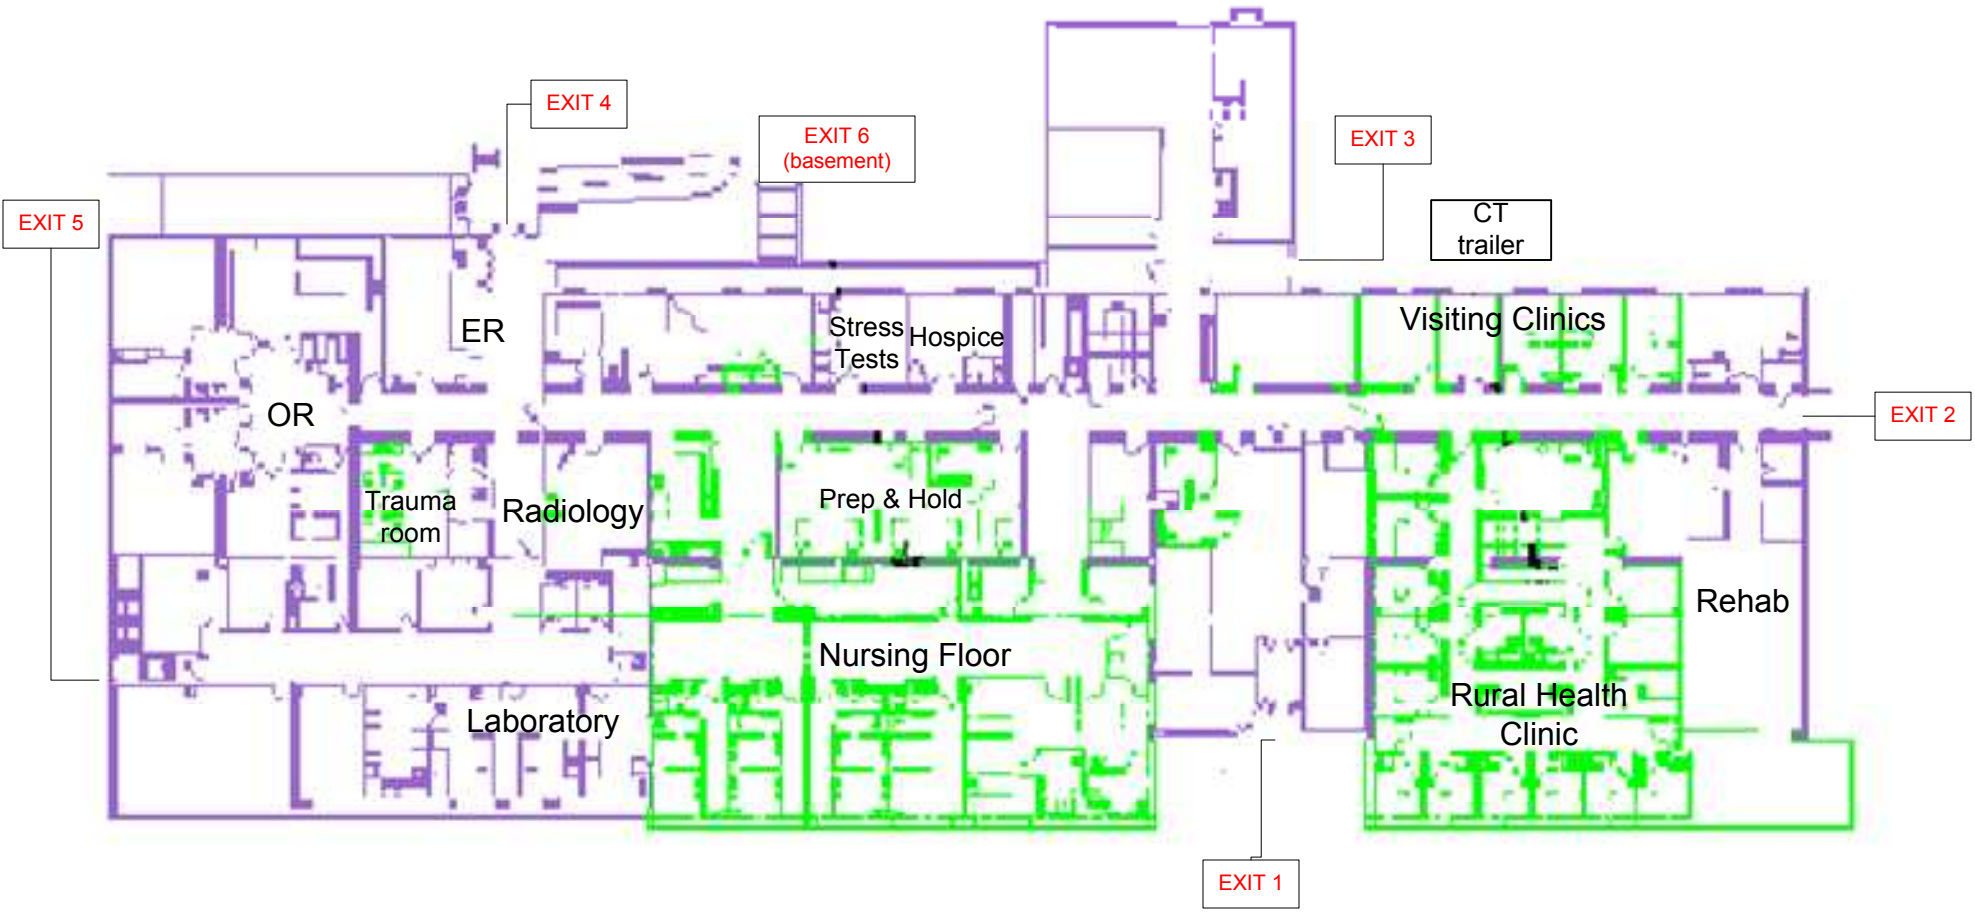 EXIT 4
EXIT 6
(basement)
EXIT 3
EXIT 5
CT
trailer
ER
Stress
Tests
Hospice
Visiting Clinics
OR
EXIT 2
Trauma
room
Radiology
Prep & Hold
Rehab
Nursing Floor
Laboratory
Rural Health
Clinic
EXIT 1